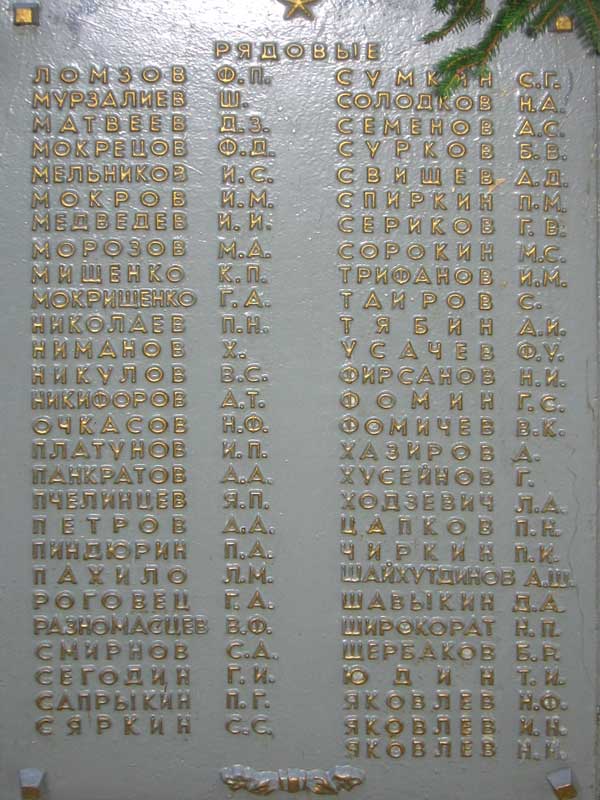 РЯДОВЫЕ
ЛОМЗОВ Ф.П.
МУРЗАЛИЕВ Ш.
МАТВЕЕВ Д.З.
МОКРЕЦОВ Ф.Д.
МЕЛЬНИКОВ И.С.
МОКРОВ И.М.
МЕДВЕДЕВ И.И.
МОРОЗОВ М.А.
МИЩЕНКО К.П.
МОКРИЩЕНКО Г.А
НИКОЛАЕВ П.Н.
НИМАНОВ Х.
НИКУЛОВ В.С.
НИКИФОРОВ А.Т.
ОЧКАСОВ Н.Ф.
ПЛАТУНОВ И.П.
ПАНКРАТОВ А.А.
ПЧЕЛИНЦЕВ Я.П.
ПЕТРОВ А.А.
ПИНДЮРИН П.А.
ПАХИЛО Л.М.
РОГОВЕЦ Г.А.
РАЗНОМАСЦЕВ В.Ф.
СМИРНОВ С.А.
СЕГОДИН Г.И.
САПРЫКИН П.Г.
СЯРКИН С.С.
СУМКИН С.Г.
СОЛОДКОВ Н.А.
СЕМЕНОВ А.С.
СУРКОВ Б.В.
СВИЩЕВ А.Д.
СПИРКИН П.М.
СЕРИКОВ Г.В.
СОРОКИН М.С.
ТРИФАНОВ И.М.
ТАИРОВ С.
ТЯБИН А.И.
УСАЧЕВ Ф.У.
ФИРСАНОВ Н.И.
ФОМИН Г.С.
ФОМИЧЕВ В.К.
ХАЗИРОВ А.
ХУСЕЙНОВ Г.
ХОДЗЕВИЧ Л.А.
ЦАПКОВ П.Н.
ЧИРКИН П.И.
ШАЙХУТДИНОВ А.Ш.
ШАВЫКИН Д.А.
ШИРОКОРАТ Н.П.
ЩЕРБАКОВ Б.Р.
ЮДИН Т.И.
ЯКОВЛЕВ Н.Ф.
ЯКОВЛЕВ И.Н.
ЯКОВЛЕВ Н.Н.